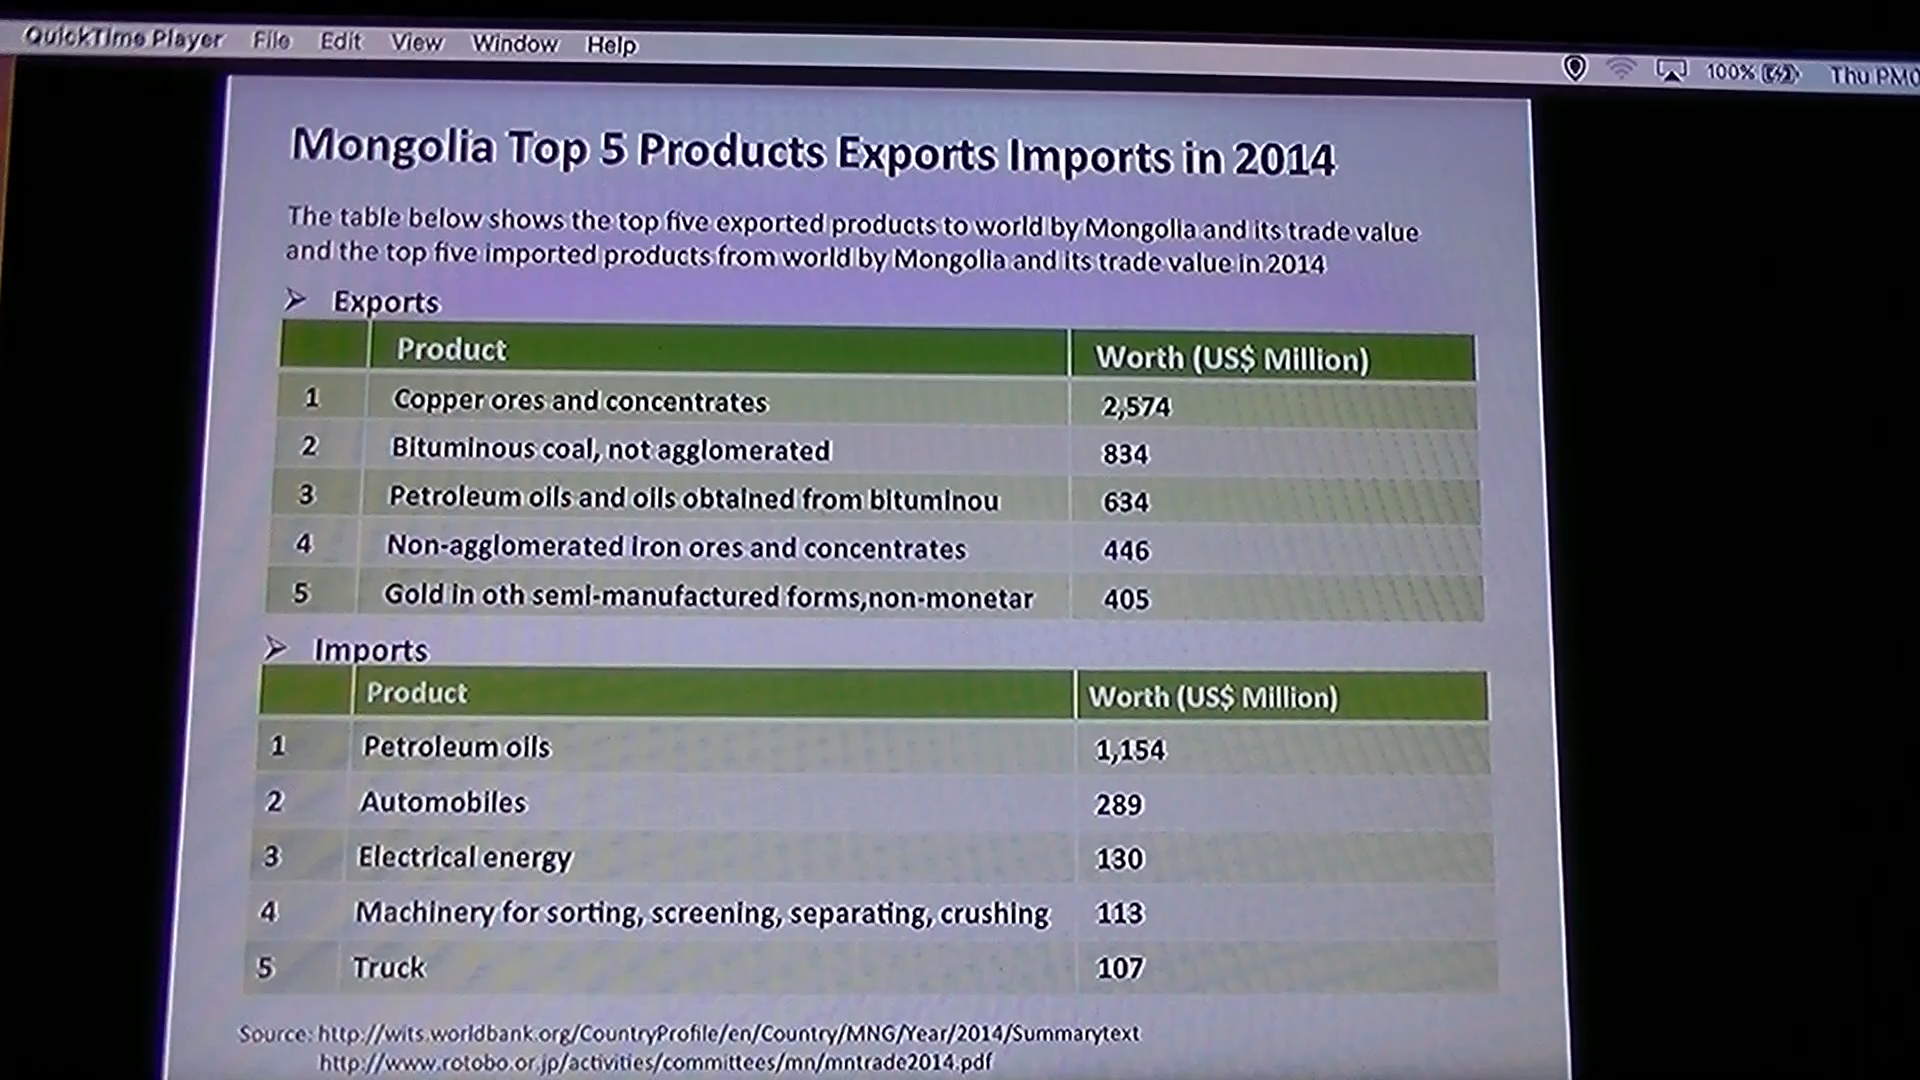 QuickTime Player File Edit View Window Help
100% Thu PM
Mongolia Top 5 Products Exports Imports in 2014
The table below shows the top five exported products to world by Mongolia and its trade value
and the top five imported products from world by Mongolia and its trade value in 2014
➢ Exports
Product Worth (US$ Million)
1 Copper ores and concentrates 2,574
2 Bituminous coal, not agglomerated 834
3 Petroleum oils and oils obtained from bituminou 634
4 Non-agglomerated iron ores and concentrates 446
5 Gold in oth semi-manufactured forms,non-monetar 405
➢ Imports
Product Worth (US$ Million)
1 Petroleum oils 1,154
2 Automobiles 289
3 Electrical energy 130
4 Machinery for sorting, screening, separating, crushing 113
5 Truck 107
Source: http://wits.worldbank.org/CountryProfile/en/Country/MNG/Year/2014/Summarytext
http://www.rotobo.or.jp/activities/committees/mn/mntrade2014.pdf